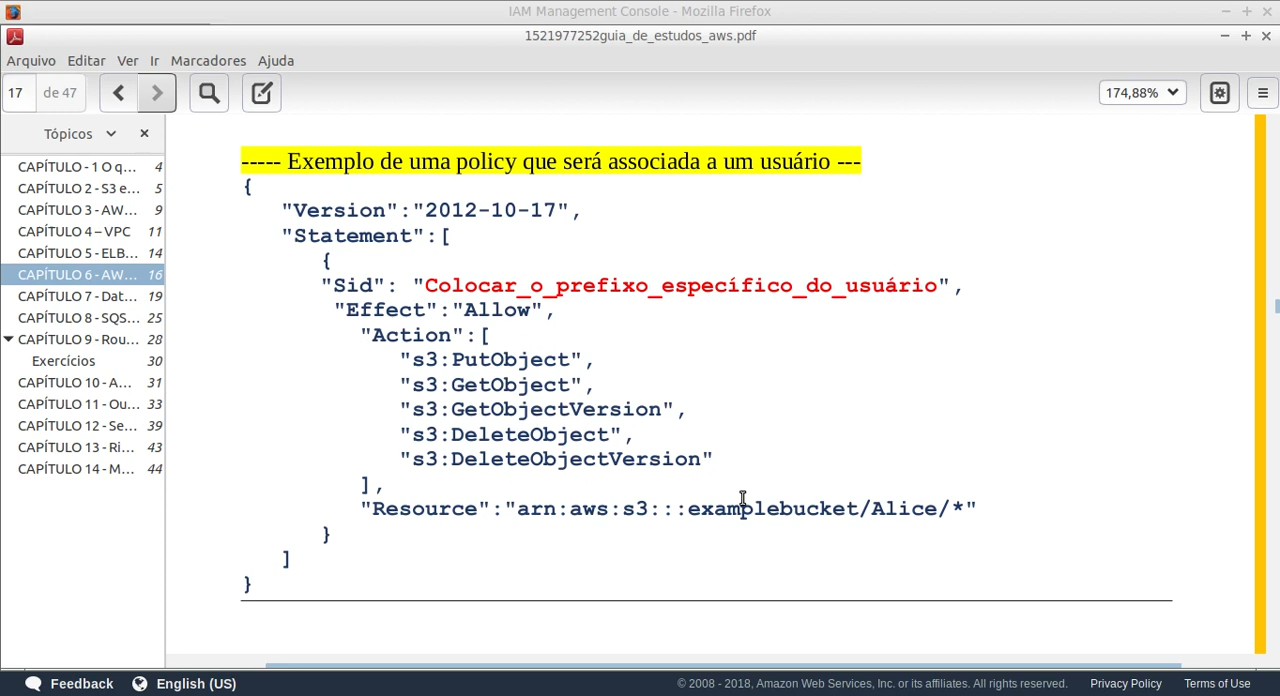 IAM Management Console - Mozilla Firefox
1521977252guia_de_estudos_aws.pdf
Arquivo Editar Ver Ir Marcadores Ajuda
17 de 47 174,88%
Tópicos
CAPÍTULO - 1 O q... 4
CAPÍTULO 2 - S3 e... 5
CAPÍTULO 3 - AW... 9
CAPÍTULO 4 – VPC 11
CAPÍTULO 5 - ELB... 14
CAPÍTULO 6 - AW... 16
CAPÍTULO 7 - Dat... 19
CAPÍTULO 8 - SQS... 25
CAPÍTULO 9 - Rou... 28
Exercícios 30
CAPÍTULO 10 - A... 31
CAPÍTULO 11 - Ou... 33
CAPÍTULO 12 - Se... 39
CAPÍTULO 13 - Ri... 43
CAPÍTULO 14 - M... 44
----- Exemplo de uma policy que será associada a um usuário ---
{
"Version":"2012-10-17",
"Statement":[
{
"Sid": "Colocar_o_prefixo_específico_do_usuário",
"Effect":"Allow",
"Action":[
"s3:PutObject",
"s3:GetObject",
"s3:GetObjectVersion",
"s3:DeleteObject",
"s3:DeleteObjectVersion"
],
"Resource":"arn:aws:s3:::examplebucket/Alice/*"
}
]
}
Feedback English (US) © 2008 - 2018, Amazon Web Services, Inc. or its affiliates. All rights reserved. Privacy Policy Terms of Use